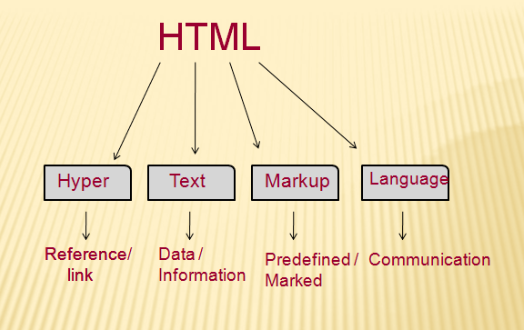 HTML
Hyper
Text
Markup
Language
Reference/
link
Data /
Information
Predefined /
Marked
Communication